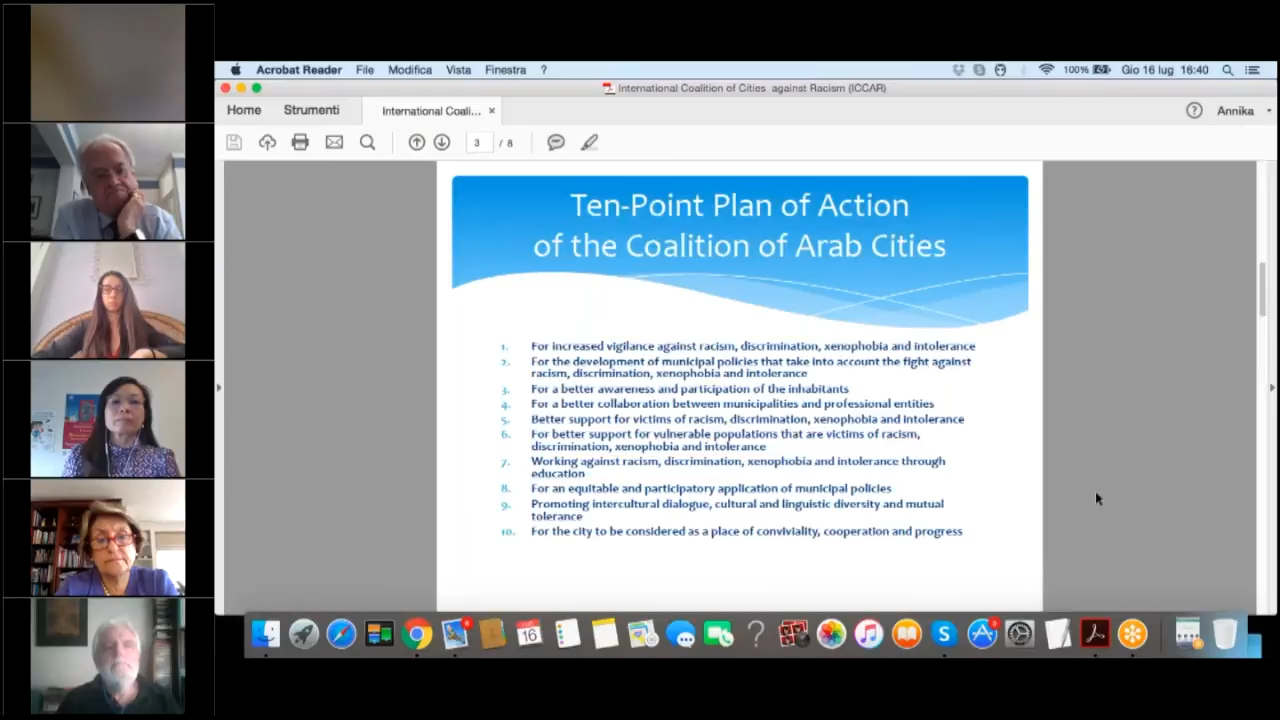 Acrobat Reader File Modifica Vista Finestra ? 100% Gio 16 lug 16:40
International Coalition of Cities against Racism (ICCAR)
Home Strumenti International Coali... × ? Annika
3 / 8
Ten-Point Plan of Action
of the Coalition of Arab Cities
1. For increased vigilance against racism, discrimination, xenophobia and intolerance
2. For the development of municipal policies that take into account the fight against
racism, discrimination, xenophobia and intolerance
3. For a better awareness and participation of the inhabitants
4. For a better collaboration between municipalities and professional entities
5. Better support for victims of racism, discrimination, xenophobia and intolerance
6. For better support for vulnerable populations that are victims of racism,
discrimination, xenophobia and intolerance
7. Working against racism, discrimination, xenophobia and intolerance through
education
8. For an equitable and participatory application of municipal policies
9. Promoting intercultural dialogue, cultural and linguistic diversity and mutual
tolerance
10. For the city to be considered as a place of conviviality, cooperation and progress
16